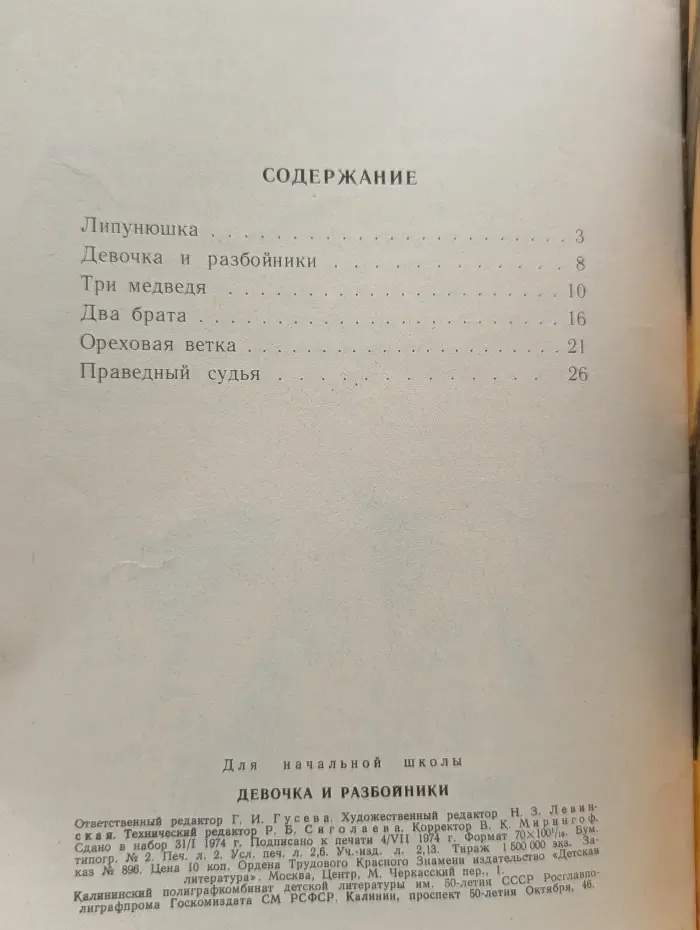 СОДЕРЖАНИЕ
Липунюшка . . . . . . . . . . . . . . . . . . . . 3
Девочка и разбойники . . . . . . . . . . . . 8
Три медведя . . . . . . . . . . . . . . . . . . 10
Два брата . . . . . . . . . . . . . . . . . . . . 16
Ореховая ветка . . . . . . . . . . . . . . . . . 21
Праведный судья . . . . . . . . . . . . . . 26
Для начальной школы
ДЕВОЧКА И РАЗБОЙНИКИ
Ответственный редактор Г. И. Гусева. Художественный редактор Н. З. Левин-
ская. Технический редактор Р. Б. Сиголаева. Корректор В. К. Мирингоф.
Сдано в набор 31/I 1974 г. Подписано к печати 4/VII 1974 г. Формат 70×100¹/₁₆. Бум.
типогр. № 2. Печ. л. 2. Усл. печ. л. 2,6. Уч.-изд. л. 2,13. Тираж 1 500 000 экз. За-
каз № 896. Цена 10 коп. Ордена Трудового Красного Знамени издательство «Детская
литература». Москва, Центр, М. Черкасский пер., 1.
Калининский полиграфкомбинат детской литературы им. 50-летия СССР Росглавпо-
лиграфпрома Госкомиздата СМ РСФСР. Калинин, проспект 50-летия Октября, 46.